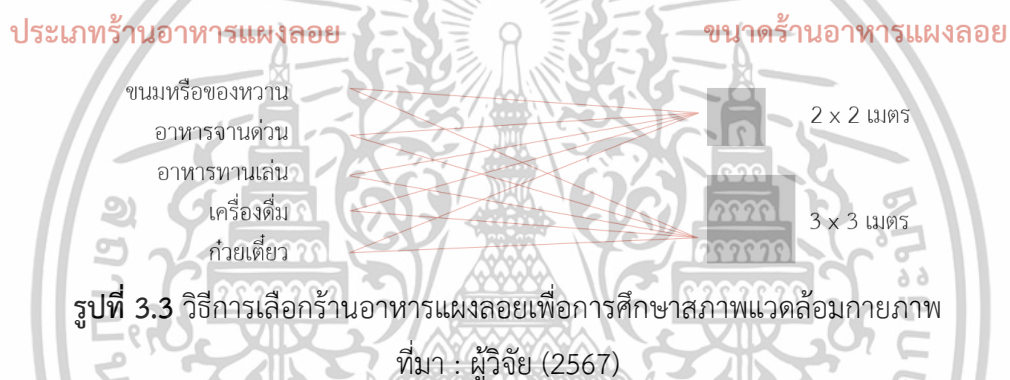 ประเภทร้านอาหารแผงลอย ขนาดร้านอาหารแผงลอย
ขนมหรือของหวาน
2 x 2 เมตร
อาหารจานด่วน
อาหารทานเล่น
เครื่องดื่ม
3 x 3 เมตร
ก๋วยเตี๋ยว
รูปที่ 3.3 วิธีการเลือกร้านอาหารแผงลอยเพื่อการศึกษาสภาพแวดล้อมกายภาพ
ที่มา : ผู้วิจัย (2567)